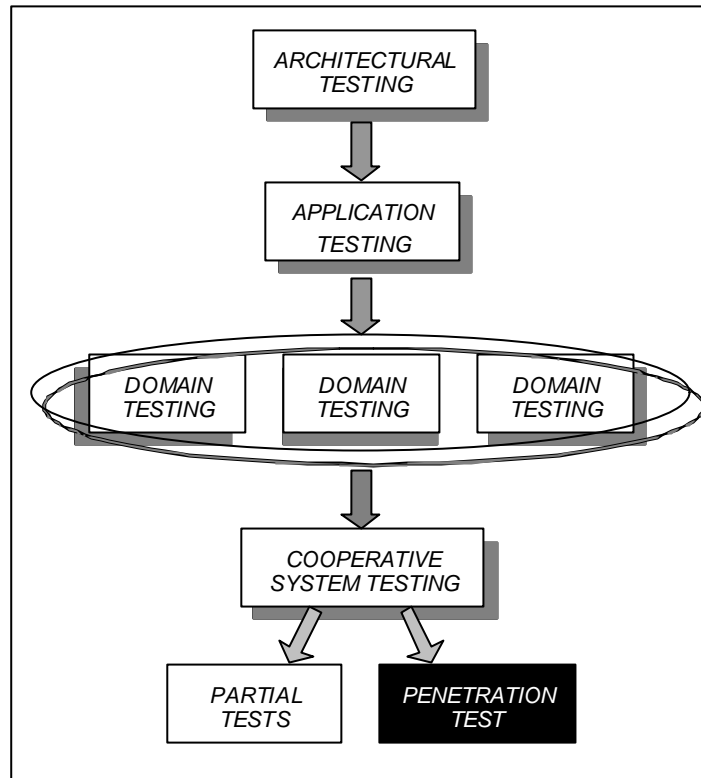 ARCHITECTURAL
TESTING
APPLICATION
TESTING
DOMAIN
TESTING
DOMAIN
TESTING
DOMAIN
TESTING
COOPERATIVE
SYSTEM TESTING
PARTIAL
TESTS
PENETRATION
TEST